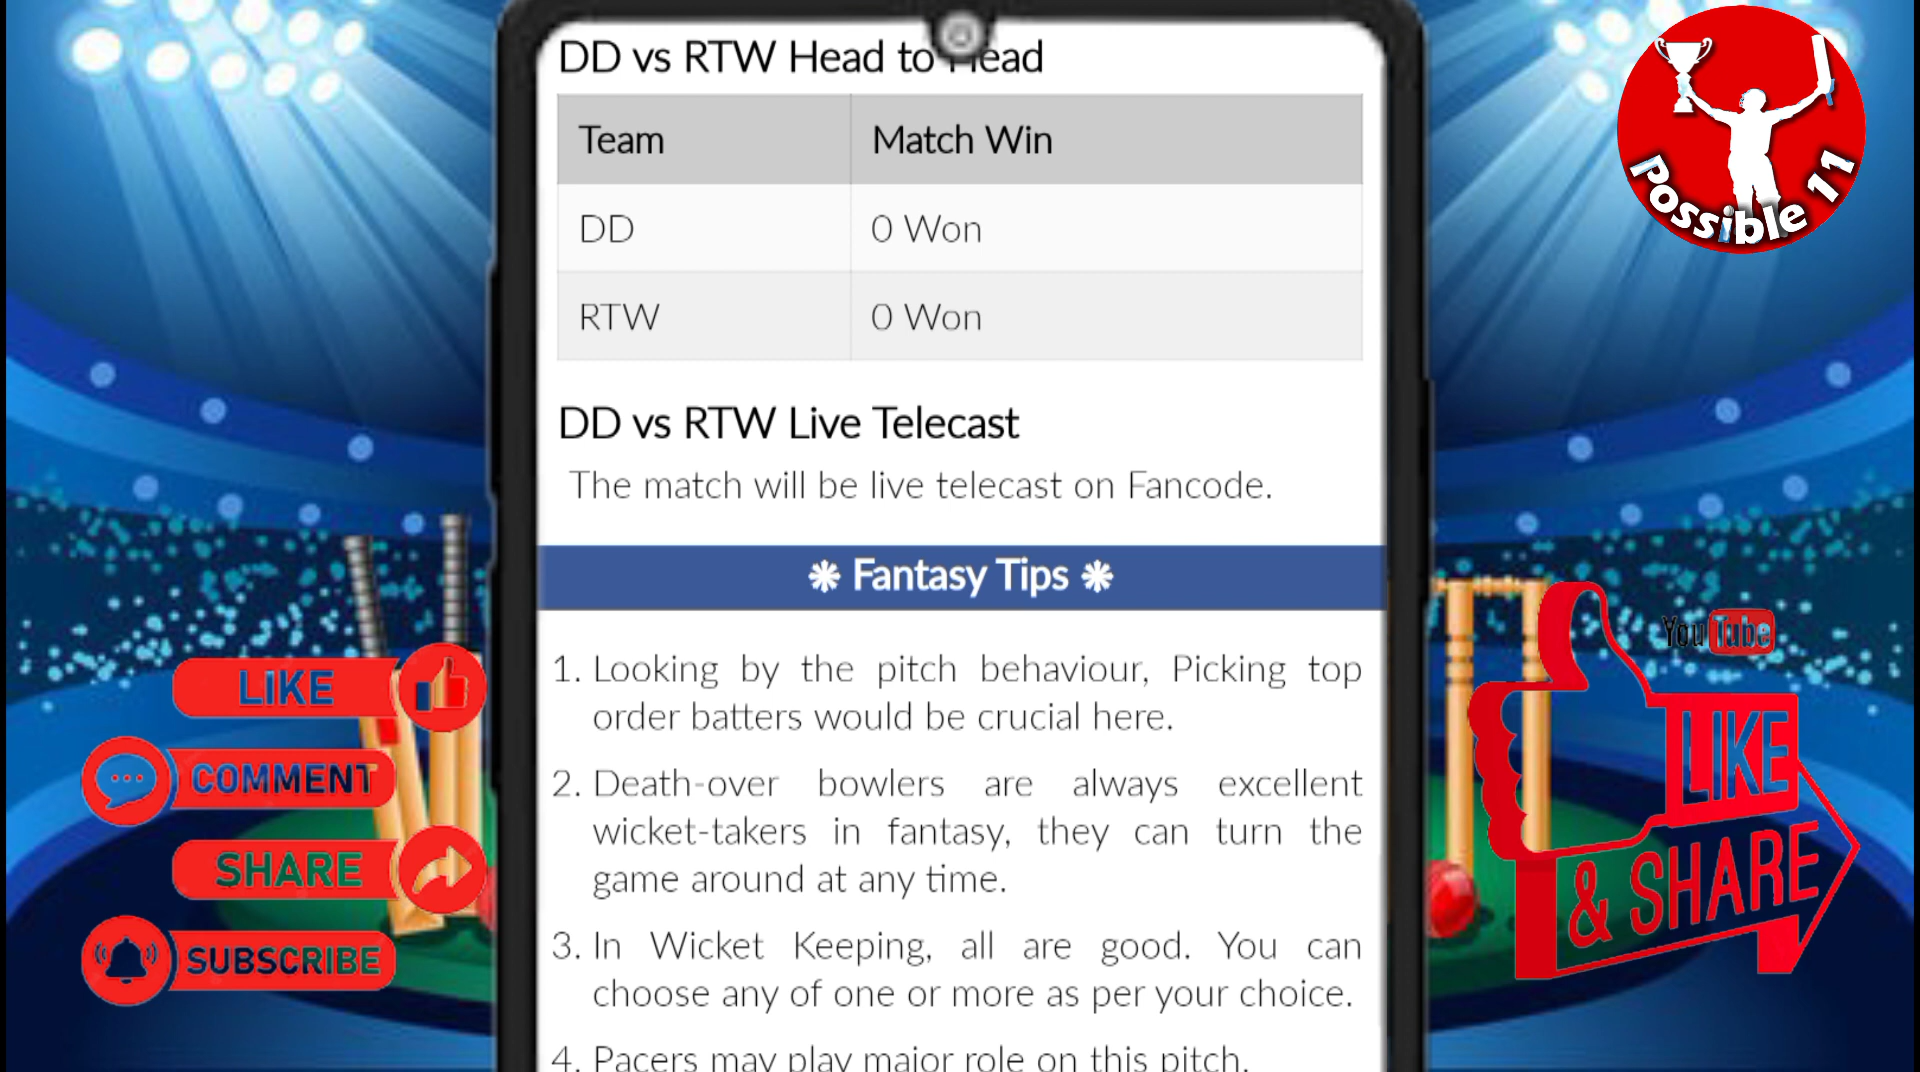 DD vs RTW Head to Head
Team Match Win
DD 0 Won
RTW 0 Won
DD vs RTW Live Telecast
The match will be live telecast on Fancode.
❋ Fantasy Tips ❋
1. Looking by the pitch behaviour, Picking top
order batters would be crucial here.
2. Death-over bowlers are always excellent
wicket-takers in fantasy, they can turn the
game around at any time.
3. In Wicket Keeping, all are good. You can
choose any of one or more as per your choice.
4. Pacers may play major role on this pitch.
LIKE
COMMENT
SHARE
SUBSCRIBE
Possible 11
YouTube
LIKE
& SHARE